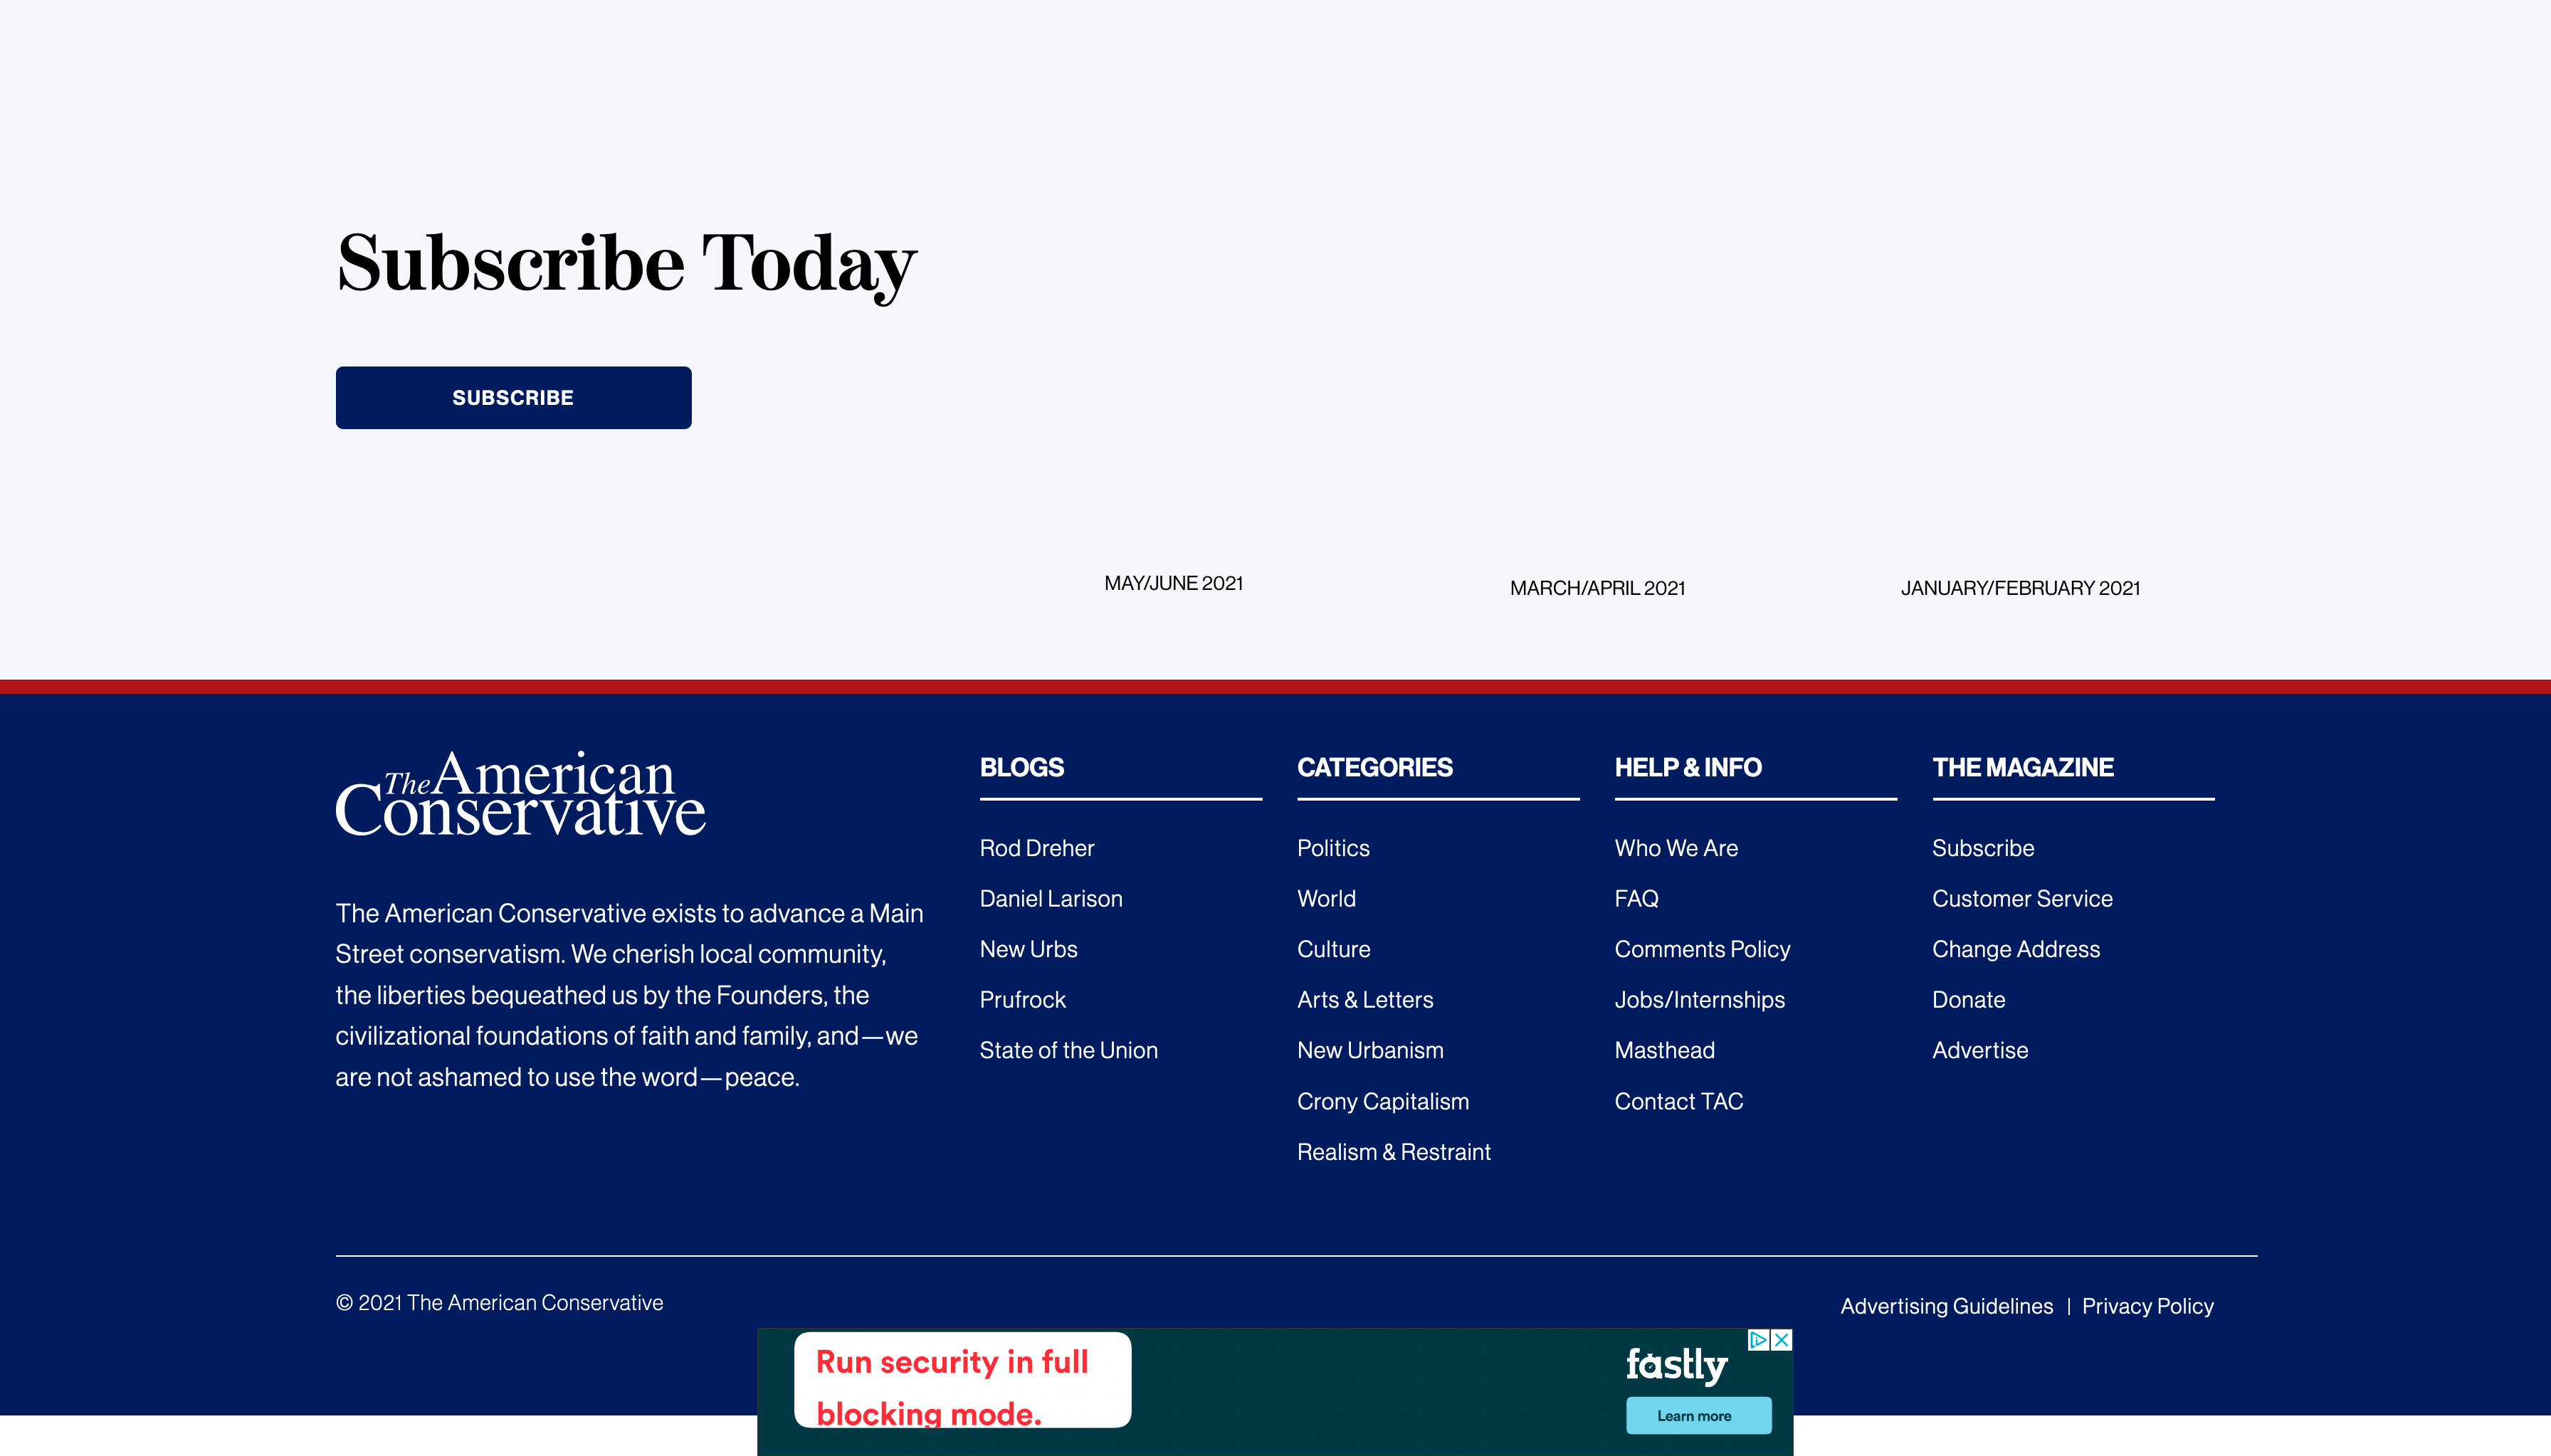 Subscribe Today
SUBSCRIBE
MAY/JUNE 2021
MARCH/APRIL 2021
JANUARY/FEBRUARY 2021
The American
Conservative
The American Conservative exists to advance a Main
Street conservatism. We cherish local community,
the liberties bequeathed us by the Founders, the
civilizational foundations of faith and family, and—we
are not ashamed to use the word—peace.
BLOGS
Rod Dreher
Daniel Larison
New Urbs
Prufrock
State of the Union
CATEGORIES
Politics
World
Culture
Arts & Letters
New Urbanism
Crony Capitalism
Realism & Restraint
HELP & INFO
Who We Are
FAQ
Comments Policy
Jobs/Internships
Masthead
Contact TAC
THE MAGAZINE
Subscribe
Customer Service
Change Address
Donate
Advertise
© 2021 The American Conservative
Advertising Guidelines | Privacy Policy
Run security in full
blocking mode.
fastly
Learn more